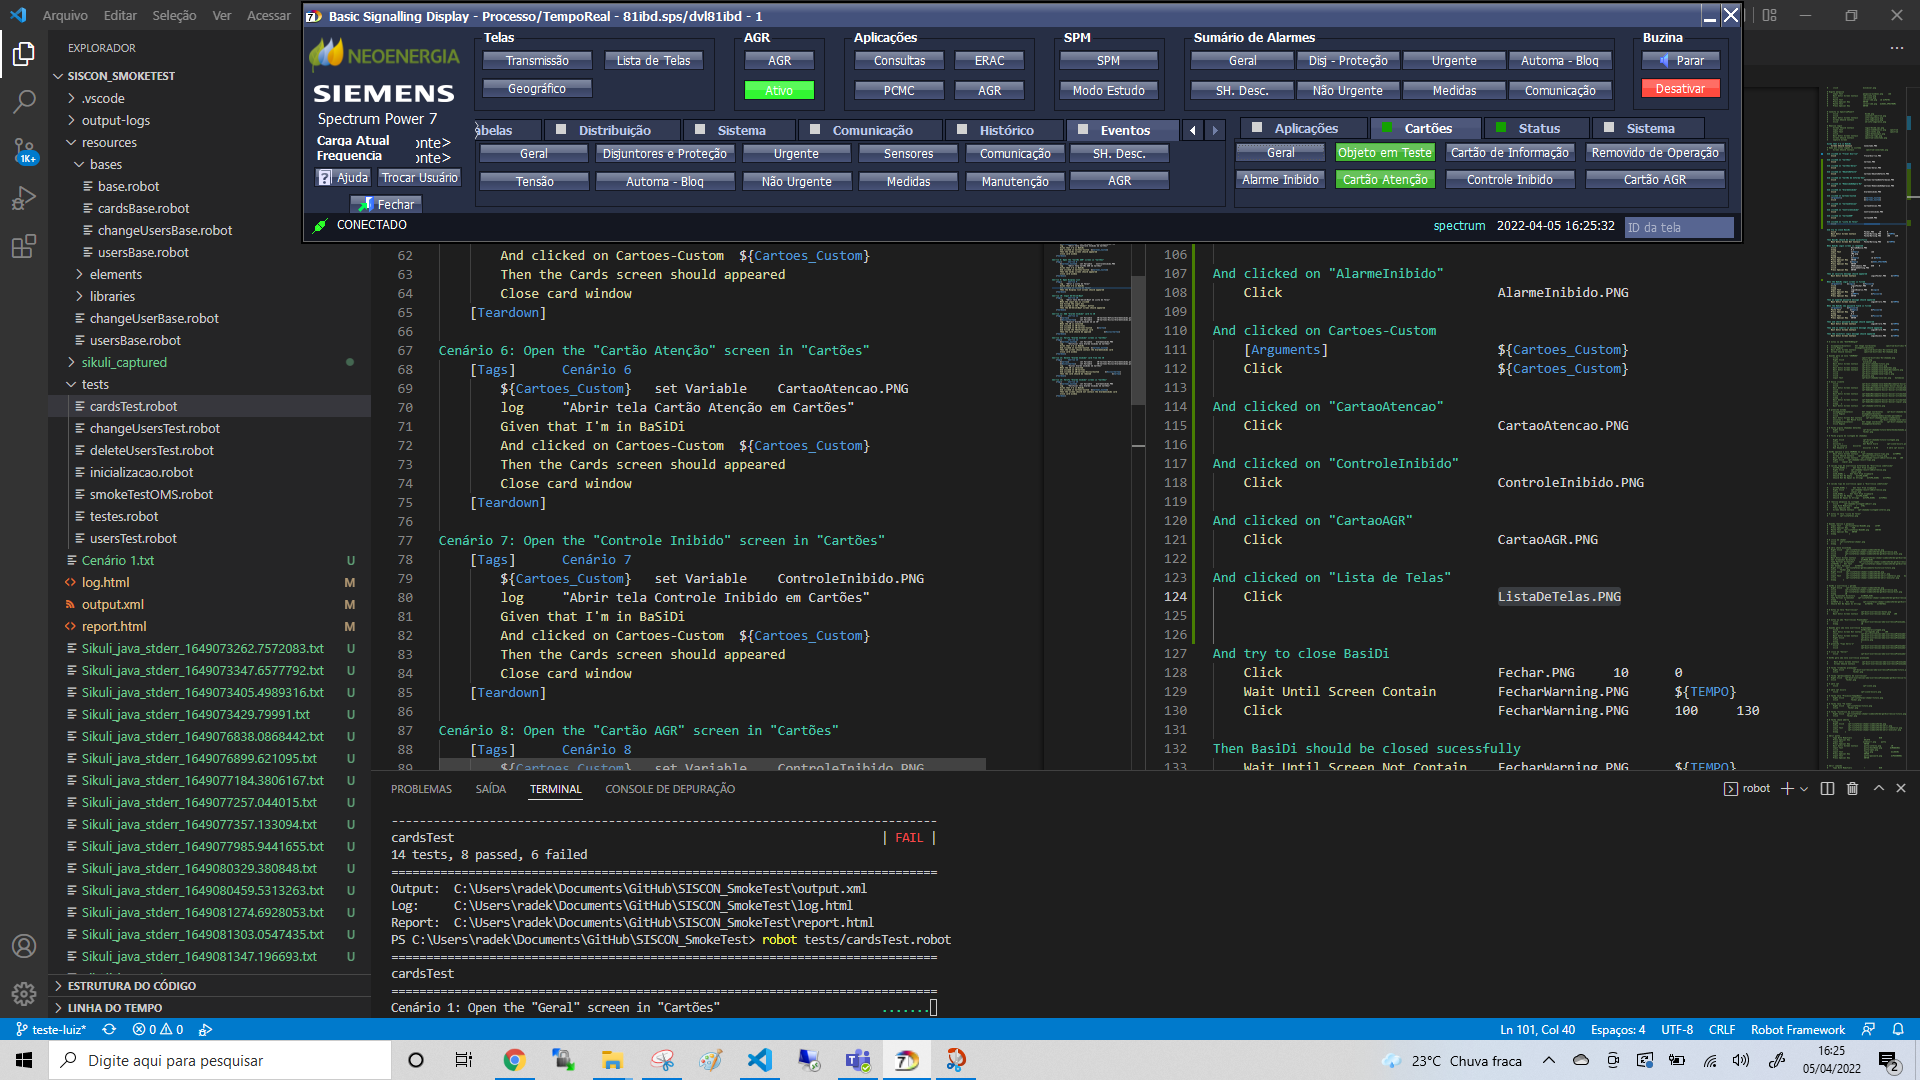 Arquivo Editar Seleção Ver Acessar
Basic Signalling Display - Processo/TempoReal - 81ibd.sps/dvl81ibd - 1
NEOENERGIA
SIEMENS
Spectrum Power 7
Carga Atual onte>
Frequencia onte>
Ajuda Trocar Usuário
Fechar
Telas
Transmissão Lista de Telas
Geográfico
AGR
AGR
Ativo
Aplicações
Consultas ERAC
PCMC AGR
SPM
SPM
Modo Estudo
Sumário de Alarmes
Geral Disj - Proteção Urgente Automa - Bloq
SH. Desc. Não Urgente Medidas Comunicação
Buzina
Parar
Desativar
abelas Distribuição Sistema Comunicação Histórico Eventos
Geral Disjuntores e Proteção Urgente Sensores Comunicação SH. Desc.
Tensão Automa - Bloq Não Urgente Medidas Manutenção AGR
Aplicações Cartões Status Sistema
Geral Objeto em Teste Cartão de Informação Removido de Operação
Alarme Inibido Cartão Atenção Controle Inibido Cartão AGR
CONECTADO
spectrum 2022-04-05 16:25:32 ID da tela
EXPLORADOR
SISCON_SMOKETEST
.vscode
output-logs
resources
bases
base.robot
cardsBase.robot
changeUsersBase.robot
usersBase.robot
elements
libraries
changeUserBase.robot
usersBase.robot
sikuli_captured
tests
cardsTest.robot
changeUsersTest.robot
deleteUsersTest.robot
inicializacao.robot
smokeTestOMS.robot
testes.robot
usersTest.robot
Cenário 1.txt U
log.html M
output.xml M
report.html M
Sikuli_java_stderr_1649073262.7572083.txt U
Sikuli_java_stderr_1649073347.6577792.txt U
Sikuli_java_stderr_1649073405.4989316.txt U
Sikuli_java_stderr_1649073429.79991.txt U
Sikuli_java_stderr_1649076838.0868442.txt U
Sikuli_java_stderr_1649076899.621095.txt U
Sikuli_java_stderr_1649077184.3806167.txt U
Sikuli_java_stderr_1649077257.044015.txt U
Sikuli_java_stderr_1649077357.133094.txt U
Sikuli_java_stderr_1649077985.9441655.txt U
Sikuli_java_stderr_1649080329.380848.txt U
Sikuli_java_stderr_1649080459.5313263.txt U
Sikuli_java_stderr_1649081274.6928053.txt U
Sikuli_java_stderr_1649081303.0547435.txt U
Sikuli_java_stderr_1649081347.196693.txt U
ESTRUTURA DO CÓDIGO
LINHA DO TEMPO
1K+
62 And clicked on Cartoes-Custom ${Cartoes_Custom}
63 Then the Cards screen should appeared
64 Close card window
65 [Teardown]
66
67 Cenário 6: Open the "Cartão Atenção" screen in "Cartões"
68 [Tags] Cenário 6
69 ${Cartoes_Custom} set Variable CartaoAtencao.PNG
70 log "Abrir tela Cartão Atenção em Cartões"
71 Given that I'm in BaSiDi
72 And clicked on Cartoes-Custom ${Cartoes_Custom}
73 Then the Cards screen should appeared
74 Close card window
75 [Teardown]
76
77 Cenário 7: Open the "Controle Inibido" screen in "Cartões"
78 [Tags] Cenário 7
79 ${Cartoes_Custom} set Variable ControleInibido.PNG
80 log "Abrir tela Controle Inibido em Cartões"
81 Given that I'm in BaSiDi
82 And clicked on Cartoes-Custom ${Cartoes_Custom}
83 Then the Cards screen should appeared
84 Close card window
85 [Teardown]
86
87 Cenário 8: Open the "Cartão AGR" screen in "Cartões"
88 [Tags] Cenário 8
89 ${Cartoes_Custom} set Variable ControleInibido.PNG
106
107 And clicked on "AlarmeInibido"
108 Click AlarmeInibido.PNG
109
110 And clicked on Cartoes-Custom
111 [Arguments] ${Cartoes_Custom}
112 Click ${Cartoes_Custom}
113
114 And clicked on "CartaoAtencao"
115 Click CartaoAtencao.PNG
116
117 And clicked on "ControleInibido"
118 Click ControleInibido.PNG
119
120 And clicked on "CartaoAGR"
121 Click CartaoAGR.PNG
122
123 And clicked on "Lista de Telas"
124 Click ListaDeTelas.PNG
125
126
127 And try to close BasiDi
128 Click Fechar.PNG 10 0
129 Wait Until Screen Contain FecharWarning.PNG ${TEMPO}
130 Click FecharWarning.PNG 100 130
131
132 Then BasiDi should be closed sucessfully
133 Wait Until Screen Not Contain FecharWarning.PNG ${TEMPO}
PROBLEMAS SAÍDA TERMINAL CONSOLE DE DEPURAÇÃO
robot
------------------------------------------------------------------------------
cardsTest | FAIL |
14 tests, 8 passed, 6 failed
==============================================================================
Output: C:\Users\radek\Documents\GitHub\SISCON_SmokeTest\output.xml
Log: C:\Users\radek\Documents\GitHub\SISCON_SmokeTest\log.html
Report: C:\Users\radek\Documents\GitHub\SISCON_SmokeTest\report.html
PS C:\Users\radek\Documents\GitHub\SISCON_SmokeTest> robot tests/cardsTest.robot
==============================================================================
cardsTest
==============================================================================
Cenário 1: Open the "Geral" screen in "Cartões" .......
teste-luiz* 0 0
Ln 101, Col 40 Espaços: 4 UTF-8 CRLF Robot Framework
Digite aqui para pesquisar
23°C Chuva fraca
16:25
05/04/2022
2